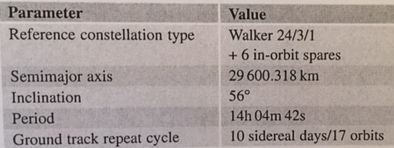 Parameter Value
Reference constellation type Walker 24/3/1
+ 6 in-orbit spares
Semimajor axis 29 600.318 km
Inclination 56°
Period 14h 04m 42s
Ground track repeat cycle 10 sidereal days/17 orbits